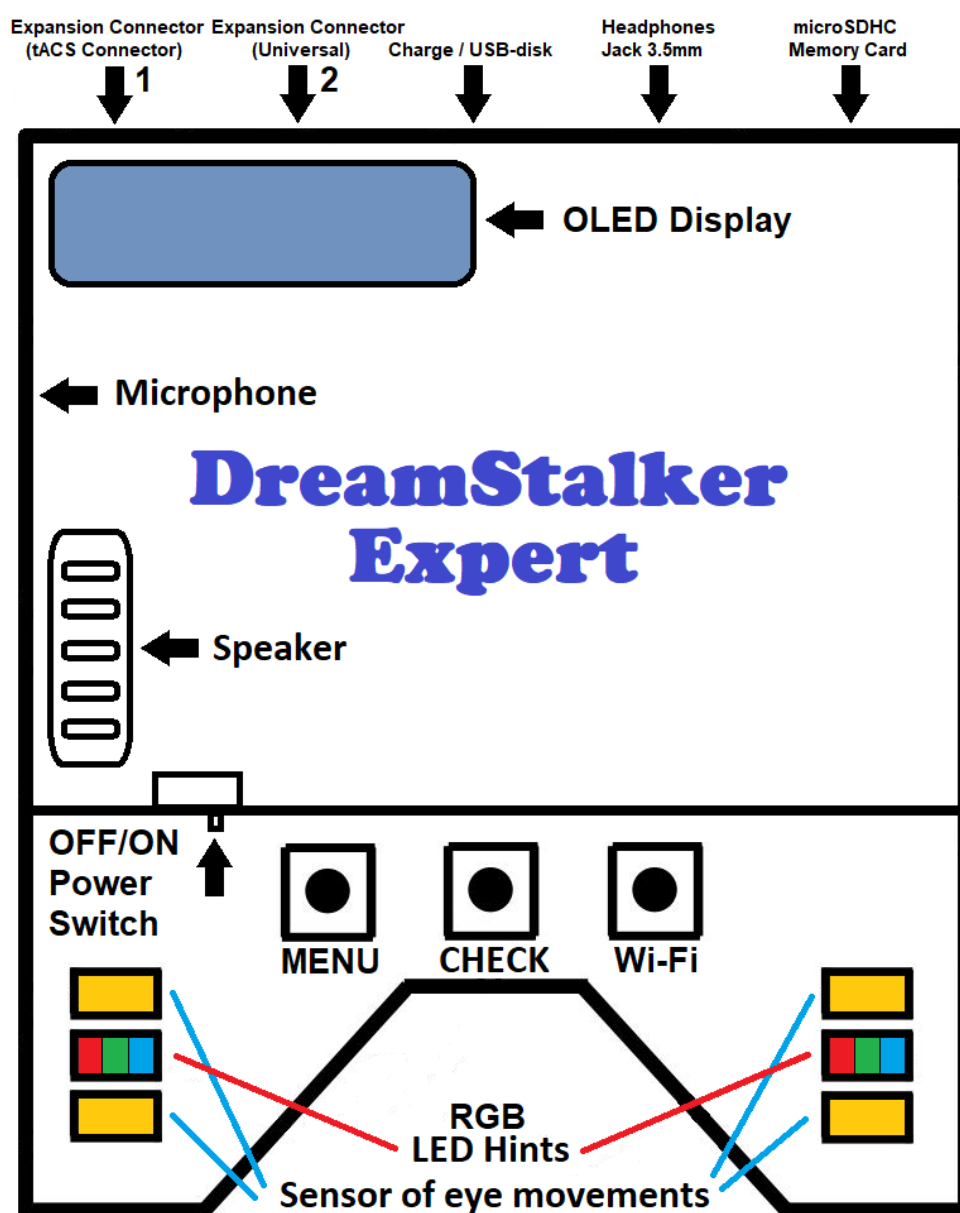 Expansion Connector
(tACS Connector)
1
Expansion Connector
(Universal)
2
Charge / USB-disk
Headphones
Jack 3.5mm
microSDHC
Memory Card
OLED Display
Microphone
DreamStalker
Expert
Speaker
OFF/ON
Power
Switch
MENU
CHECK
Wi-Fi
RGB
LED Hints
Sensor of eye movements